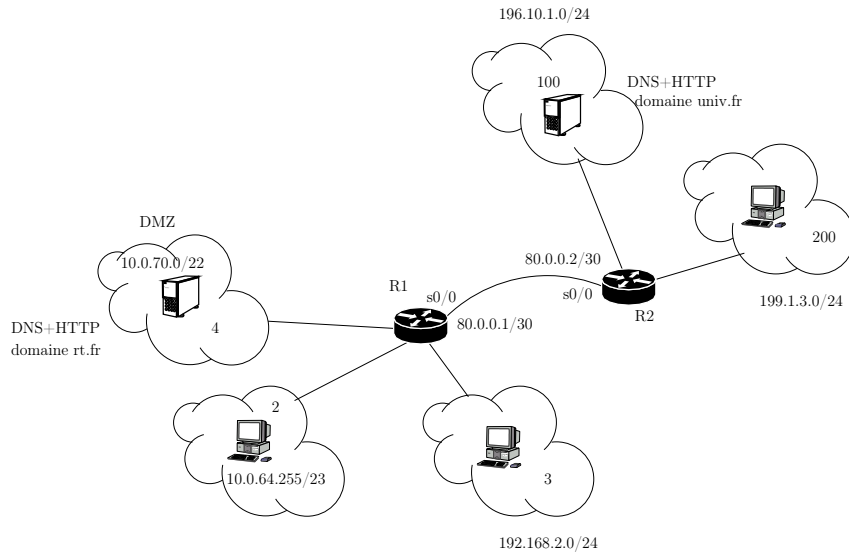 196.10.1.0/24
100
DNS+HTTP
domaine univ.fr
200
199.1.3.0/24
80.0.0.2/30
s0/0
R2
DMZ
10.0.70.0/22
4
DNS+HTTP
domaine rt.fr
R1
s0/0
80.0.0.1/30
2
10.0.64.255/23
3
192.168.2.0/24